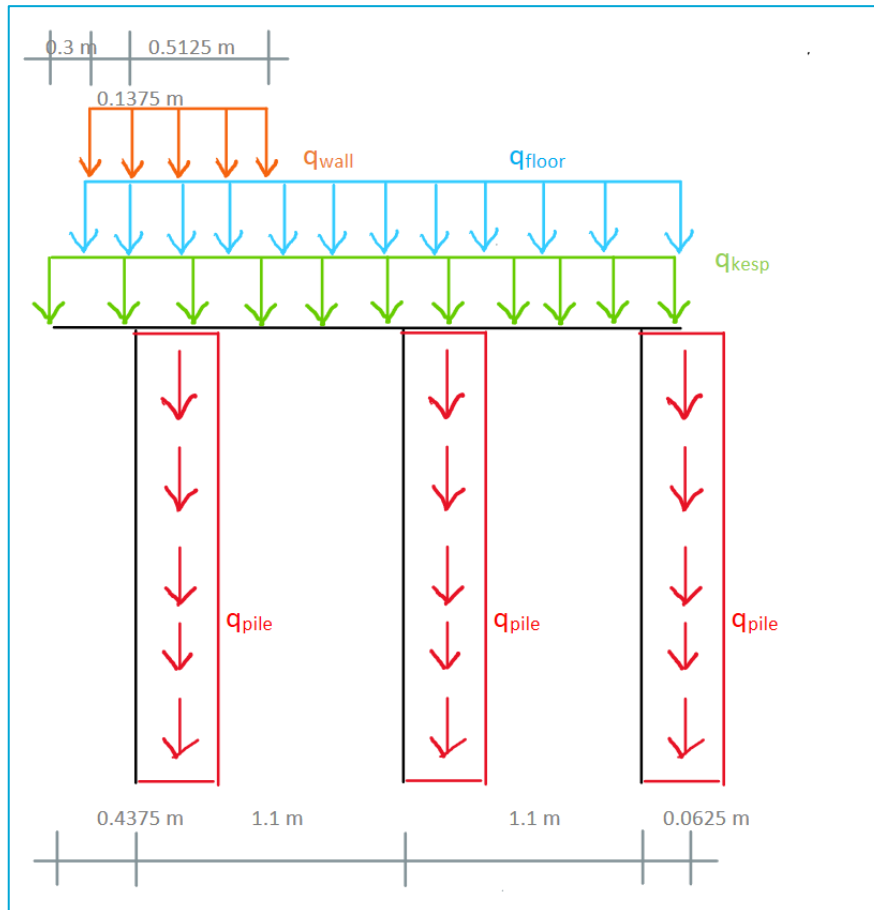 0.3 m 0.5125 m
0.1375 m
qwall qfloor
qkesp
qpile qpile qpile
0.4375 m 1.1 m 1.1 m 0.0625 m